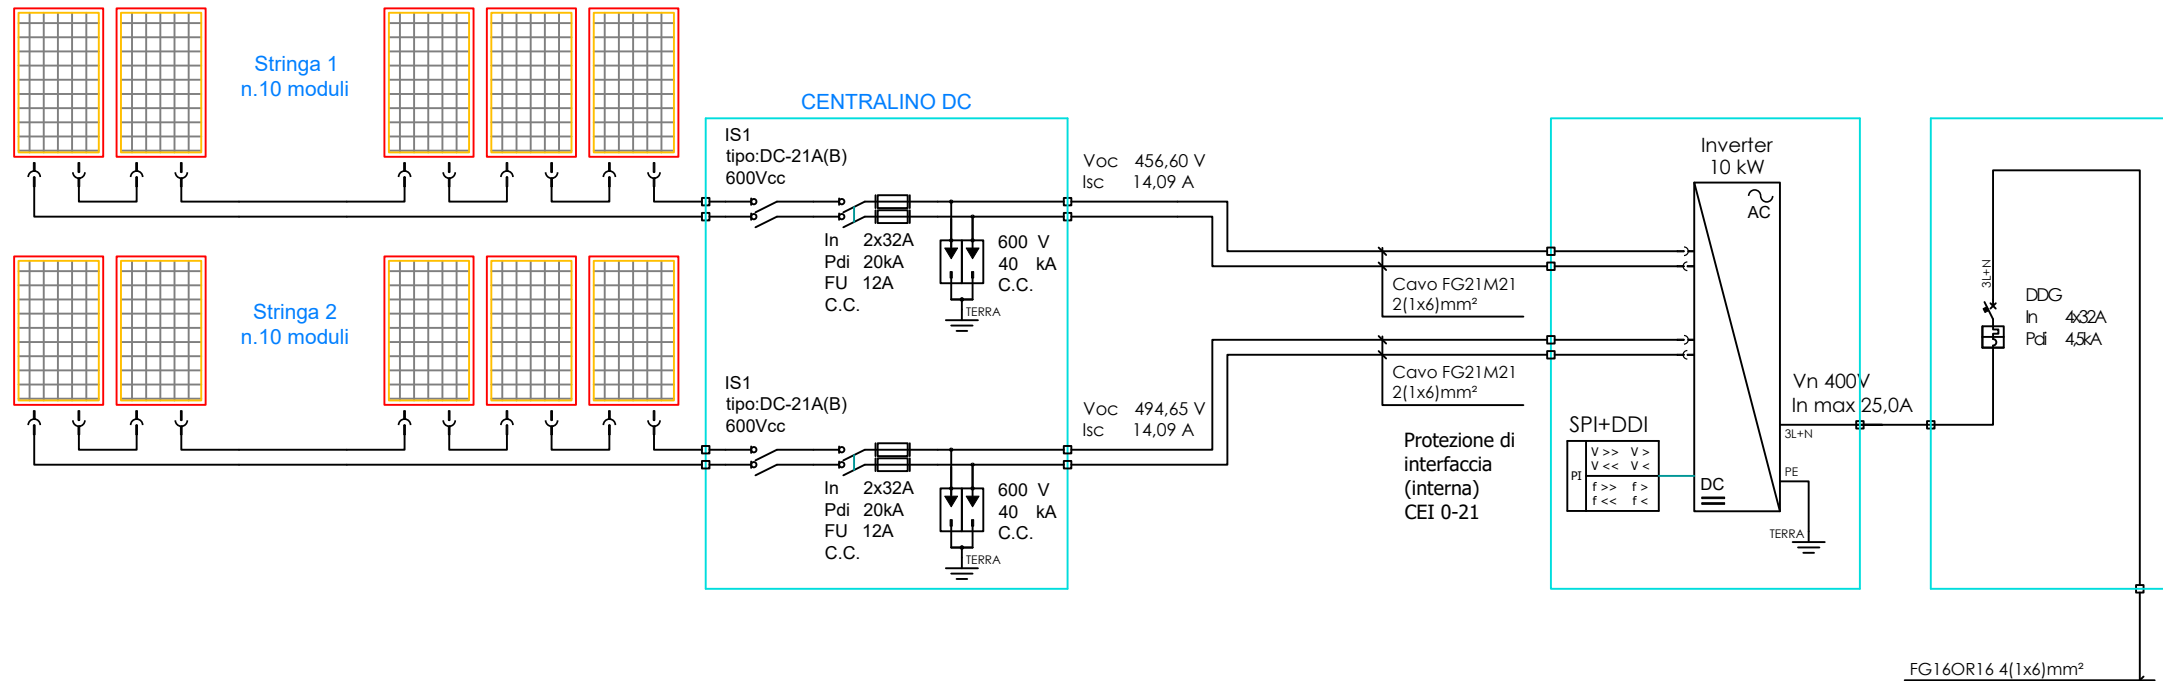 Stringa 1
n.10 moduli
CENTRALINO DC
IS1
tipo:DC-21A(B)
600Vcc
In 2x32A
Pdi 20kA
FU 12A
C.C.
600 V
40 kA
C.C.
TERRA
Voc 456,60 V
Isc 14,09 A
Cavo FG21M21
2(1x6)mm²
Stringa 2
n.10 moduli
IS1
tipo:DC-21A(B)
600Vcc
In 2x32A
Pdi 20kA
FU 12A
C.C.
600 V
40 kA
C.C.
TERRA
Voc 494,65 V
Isc 14,09 A
Cavo FG21M21
2(1x6)mm²
Protezione di
interfaccia
(interna)
CEI 0-21
Inverter
10 kW
AC
DC
SPI+DDI
PI
V >> V >
V << V <
f >> f >
f << f <
Vn 400V
In max 25,0A
3L+N
PE
TERRA
3L+N
DDG
In 4x32A
Pdi 4,5kA
FG16OR16 4(1x6)mm²